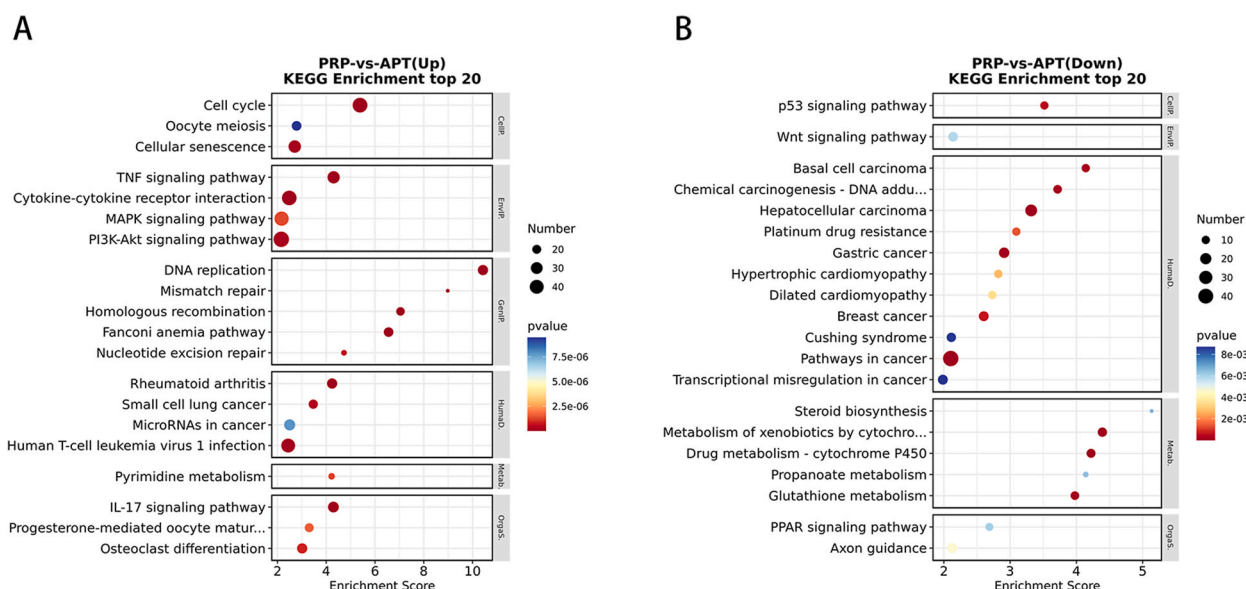 A
PRP-vs-APT(Up)
KEGG Enrichment top 20
Cell cycle
Oocyte meiosis
Cellular senescence
CellP.
TNF signaling pathway
Cytokine-cytokine receptor interaction
MAPK signaling pathway
PI3K-Akt signaling pathway
EnvIP.
DNA replication
Mismatch repair
Homologous recombination
Fanconi anemia pathway
Nucleotide excision repair
GenIP.
Rheumatoid arthritis
Small cell lung cancer
MicroRNAs in cancer
Human T-cell leukemia virus 1 infection
HumaD.
Pyrimidine metabolism
Metab.
IL-17 signaling pathway
Progesterone-mediated oocyte matur...
Osteoclast differentiation
OrgaS.
2 4 6 8 10
Enrichment Score
Number
20
30
40
pvalue
7.5e-06
5.0e-06
2.5e-06
B
PRP-vs-APT(Down)
KEGG Enrichment top 20
p53 signaling pathway
CellP.
Wnt signaling pathway
EnvIP.
Basal cell carcinoma
Chemical carcinogenesis - DNA addu...
Hepatocellular carcinoma
Platinum drug resistance
Gastric cancer
Hypertrophic cardiomyopathy
Dilated cardiomyopathy
Breast cancer
Cushing syndrome
Pathways in cancer
Transcriptional misregulation in cancer
HumaD.
Steroid biosynthesis
Metabolism of xenobiotics by cytochro...
Drug metabolism - cytochrome P450
Propanoate metabolism
Glutathione metabolism
Metab.
PPAR signaling pathway
Axon guidance
OrgaS.
2 3 4 5
Enrichment Score
Number
10
20
30
40
pvalue
8e-03
6e-03
4e-03
2e-03